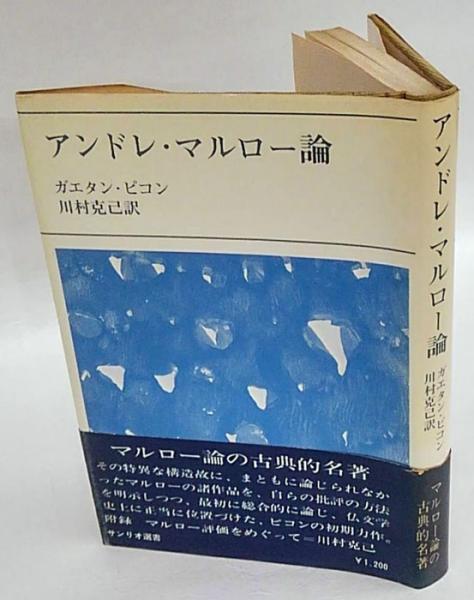 アンドレ・マルロー論
ガエタン・ピコン
川村克己訳
マルロー論の古典的名著
その特異な構造故に、まともに論じられなか
ったマルローの諸作品を、自らの批評の方法
を明示しつつ、最初に総合的に論じ、仏文学
史上に正当に位置づけた、ピコンの初期力作。
附録 マルロー評価をめぐって＝川村克己
サンリオ選書
¥1,200
アンドレ・マルロー論
ガエタン・ピコン
川村克己訳
マルロー論の
古典的名著